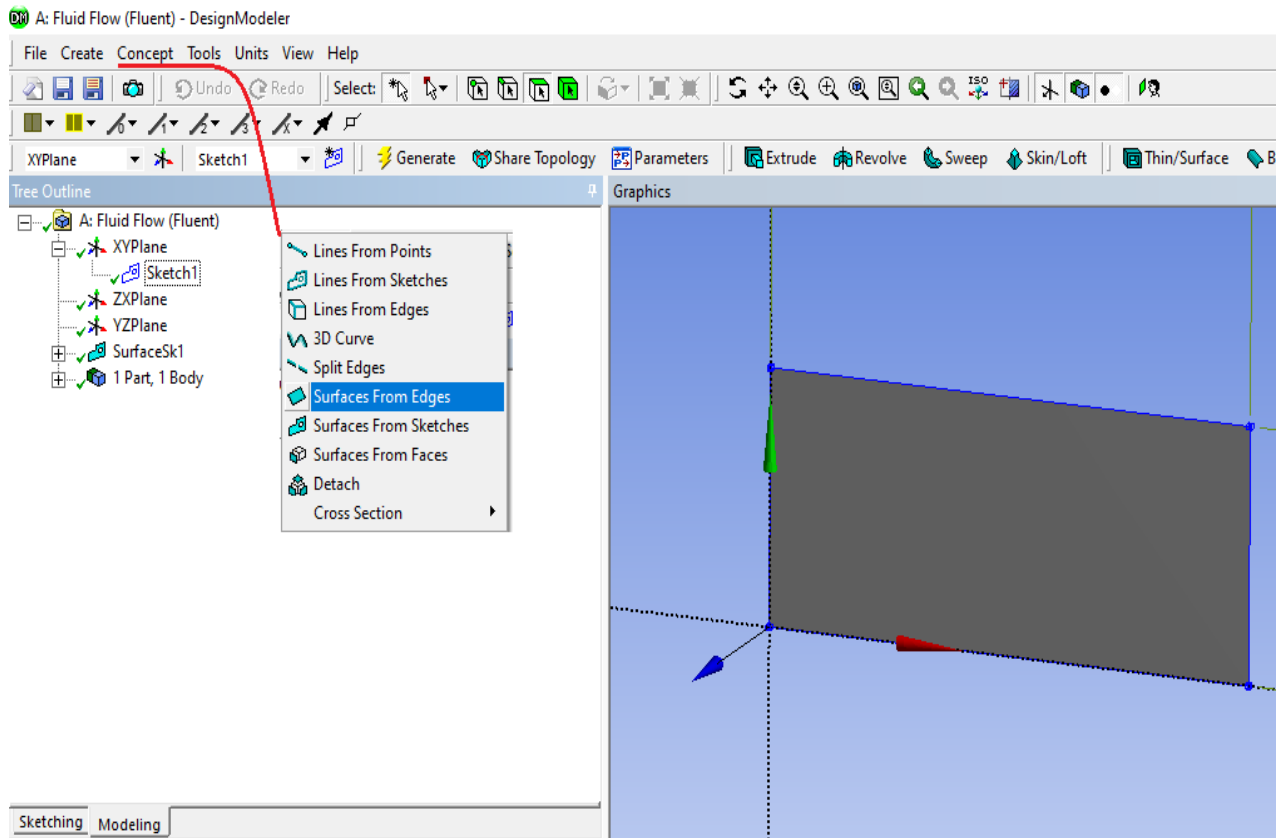 DM A: Fluid Flow (Fluent) - DesignModeler
File Create Concept Tools Units View Help
Undo Redo Select: ISO
XYPlane Sketch1 Generate Share Topology Parameters Extrude Revolve Sweep Skin/Loft Thin/Surface B
Tree Outline Graphics
A: Fluid Flow (Fluent)
XYPlane
Sketch1
ZXPlane
YZPlane
SurfaceSk1
1 Part, 1 Body
Lines From Points
Lines From Sketches
Lines From Edges
3D Curve
Split Edges
Surfaces From Edges
Surfaces From Sketches
Surfaces From Faces
Detach
Cross Section
Sketching Modeling